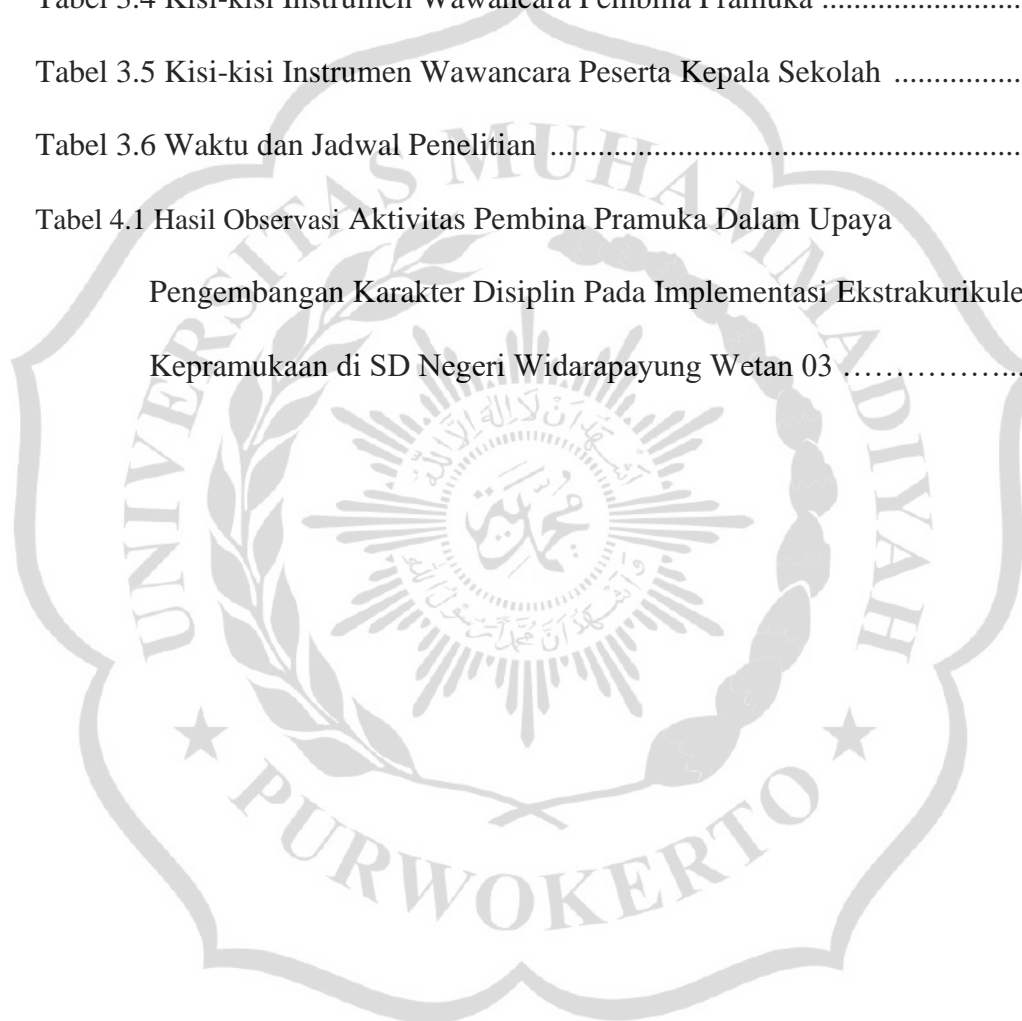 Tabel 3.4 Kisi-kisi Instrumen Wawancara Pembina Pramuka ........................
Tabel 3.5 Kisi-kisi Instrumen Wawancara Peserta Kepala Sekolah ................
Tabel 3.6 Waktu dan Jadwal Penelitian ...........................................................
Tabel 4.1 Hasil Observasi Aktivitas Pembina Pramuka Dalam Upaya
Pengembangan Karakter Disiplin Pada Implementasi Ekstrakurikule
Kepramukaan di SD Negeri Widarapayung Wetan 03 ……………...
UNIVERSITAS MUHAMMADIYAH
PURWOKERTO